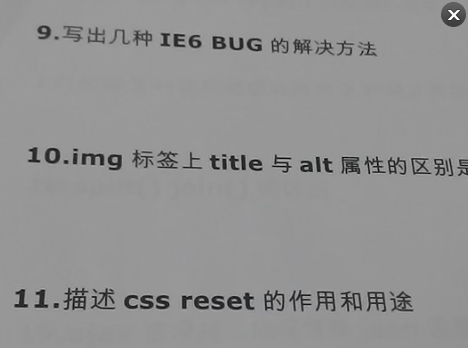 9.写出几种 IE6 BUG 的解决方法
10.img 标签上 title 与 alt 属性的区别是
11.描述 css reset 的作用和用途